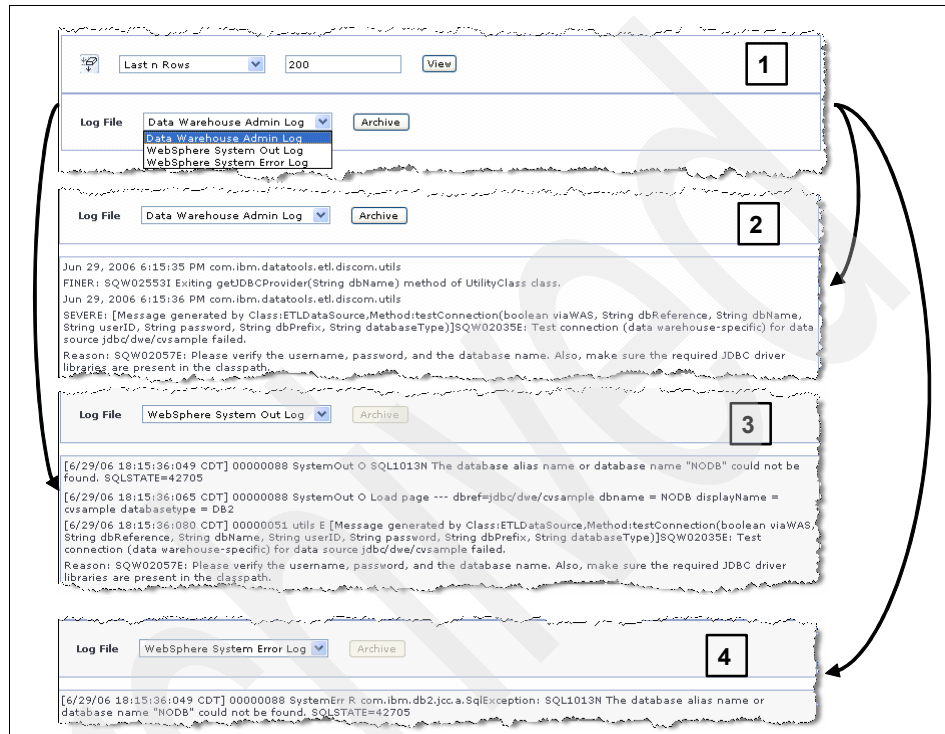 Last n Rows 200 View 1
Log File Data Warehouse Admin Log Archive
Data Warehouse Admin Log
WebSphere System Out Log
WebSphere System Error Log
Log File Data Warehouse Admin Log Archive 2
Jun 29, 2006 6:15:35 PM com.ibm.datatools.etl.discom.utils
FINER: SQW02553I Exiting getJDBCProvider(String dbName) method of UtilityClass class.
Jun 29, 2006 6:15:36 PM com.ibm.datatools.etl.discom.utils
SEVERE: [Message generated by Class:ETLDataSource,Method:testConnection(boolean viaWAS, String dbReference, String dbName,
String userID, String password, String dbPrefix, String databaseType)]SQW02035E: Test connection (data warehouse-specific) for data
source jdbc/dwe/cvsample failed.
Reason: SQW02057E: Please verify the username, password, and the database name. Also, make sure the required JDBC driver
libraries are present in the classpath.
Log File WebSphere System Out Log Archive 3
[6/29/06 18:15:36:049 CDT] 00000088 SystemOut O SQL1013N The database alias name or database name "NODB" could not be
found. SQLSTATE=42705
[6/29/06 18:15:36:065 CDT] 00000088 SystemOut O Load page --- dbref=jdbc/dwe/cvsample dbname = NODB displayName =
cvsample databasetype = DB2
[6/29/06 18:15:36:080 CDT] 00000051 utils E [Message generated by Class:ETLDataSource,Method:testConnection(boolean viaWAS,
String dbReference, String dbName, String userID, String password, String dbPrefix, String databaseType)]SQW02035E: Test
connection (data warehouse-specific) for data source jdbc/dwe/cvsample failed.
Reason: SQW02057E: Please verify the username, password, and the database name. Also, make sure the required JDBC driver
libraries are present in the classpath.
Log File WebSphere System Error Log Archive 4
[6/29/06 18:15:36:049 CDT] 00000088 SystemErr R com.ibm.db2.jcc.a.SqlException: SQL1013N The database alias name or
database name "NODB" could not be found. SQLSTATE=42705